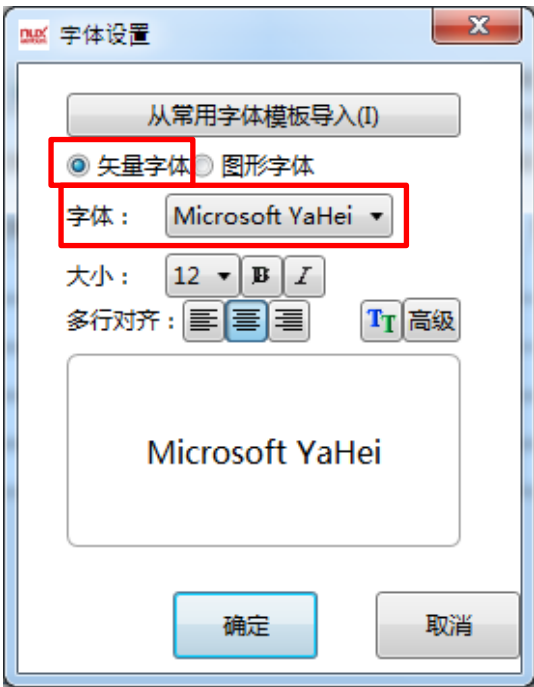 字体设置
从常用字体模板导入(I)
矢量字体 图形字体
字体： Microsoft YaHei
大小： 12 B I
多行对齐： TT 高级
Microsoft YaHei
确定 取消